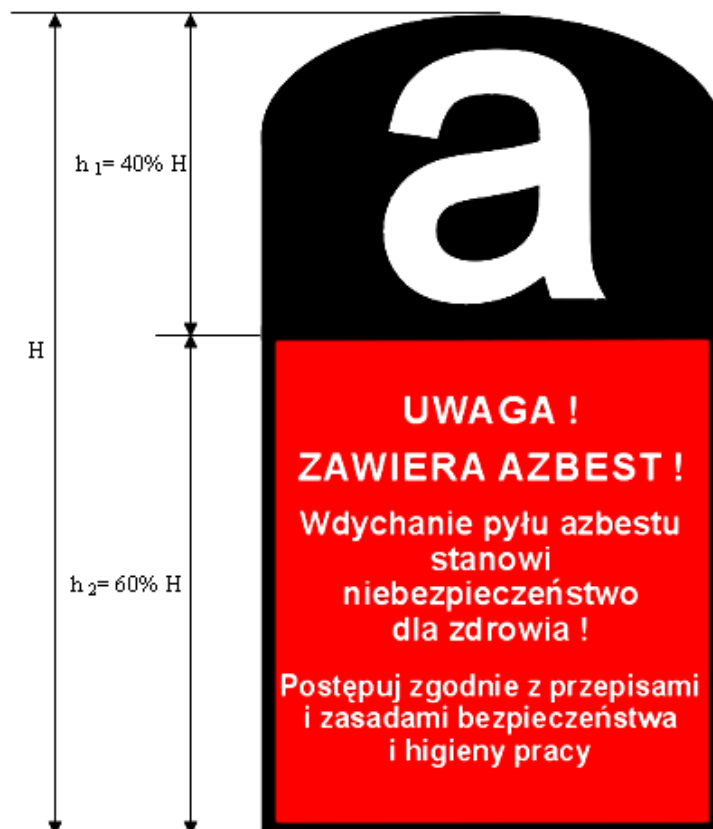 a
h 1= 40% H
H
UWAGA !
ZAWIERA AZBEST !
Wdychanie pyłu azbestu
stanowi
niebezpieczeństwo
dla zdrowia !
h 2= 60% H
Postępuj zgodnie z przepisami
i zasadami bezpieczeństwa
i higieny pracy